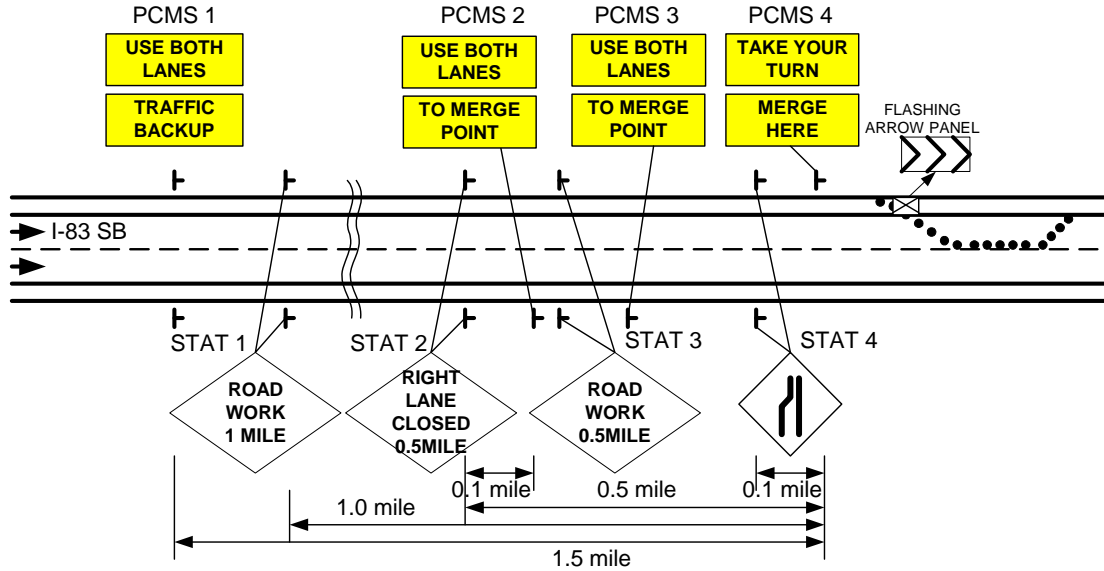 PCMS 1
PCMS 2
PCMS 3
PCMS 4
USE BOTH
LANES
TRAFFIC
BACKUP
USE BOTH
LANES
TO MERGE
POINT
USE BOTH
LANES
TO MERGE
POINT
TAKE YOUR
TURN
MERGE
HERE
FLASHING
ARROW PANEL
I-83 SB
STAT 1
STAT 2
STAT 3
STAT 4
ROAD
WORK
1 MILE
RIGHT
LANE
CLOSED
0.5MILE
ROAD
WORK
0.5MILE
0.1 mile
0.5 mile
0.1 mile
1.0 mile
1.5 mile